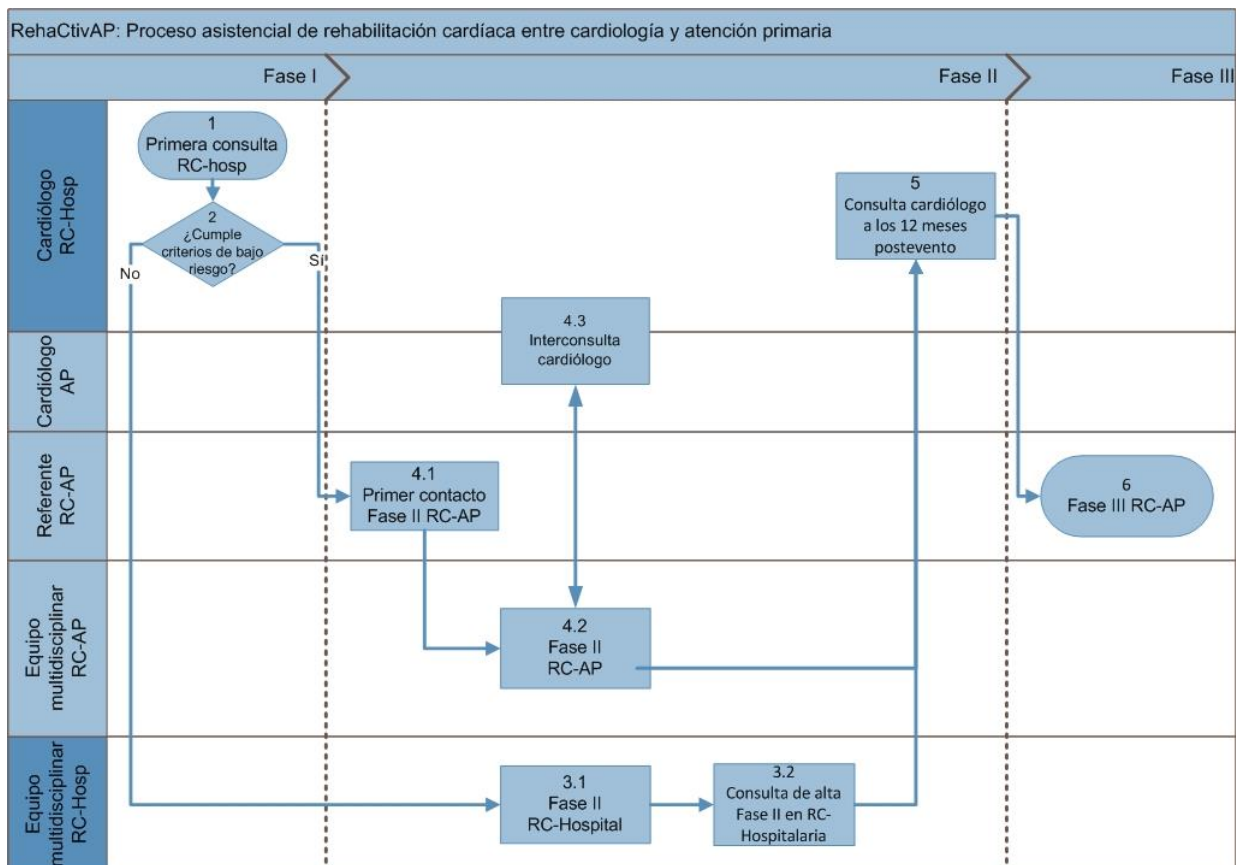 RehaCtivAP: Proceso asistencial de rehabilitación cardíaca entre cardiología y atención primaria
Fase I
Fase II
Fase III
Cardiólogo
RC-Hosp
1
Primera consulta
RC-hosp
2
¿Cumple
criterios de bajo
riesgo?
No
Sí
5
Consulta cardiólogo
a los 12 meses
postevento
Cardiólogo
AP
4.3
Interconsulta
cardiólogo
Referente
RC-AP
4.1
Primer contacto
Fase II RC-AP
6
Fase III RC-AP
Equipo
multidisciplinar
RC-AP
4.2
Fase II
RC-AP
Equipo
multidisciplinar
RC-Hosp
3.1
Fase II
RC-Hospital
3.2
Consulta de alta
Fase II en RC-
Hospitalaria